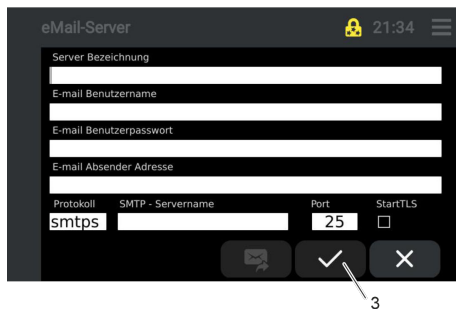 eMail-Server 21:34
Server Bezeichnung
E-mail Benutzername
E-mail Benutzerpasswort
E-mail Absender Adresse
Protokoll SMTP - Servername Port StartTLS
smtps 25
3